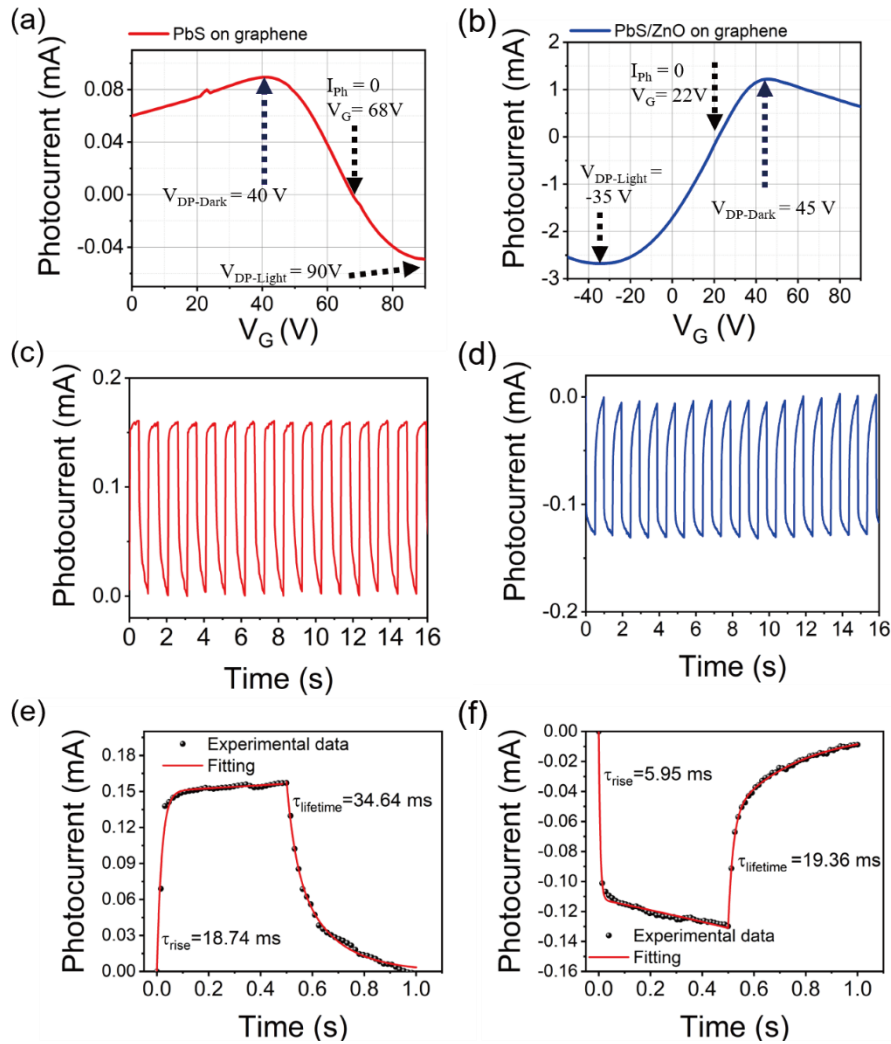 (a)
PbS on graphene
Photocurrent (mA)
0.08
0.04
0.00
-0.04
I_Ph = 0
V_G = 68V
V_DP-Dark = 40 V
V_DP-Light = 90V
0 20 40 60 80
V_G (V)
(b)
PbS/ZnO on graphene
Photocurrent (mA)
2
1
0
-1
-2
-3
I_Ph = 0
V_G = 22V
V_DP-Light =
-35 V
V_DP-Dark = 45 V
-40 -20 0 20 40 60 80
V_G (V)
(c)
Photocurrent (mA)
0.2
0.1
0.0
0 2 4 6 8 10 12 14 16
Time (s)
(d)
Photocurrent (mA)
0.0
-0.1
-0.2
0 2 4 6 8 10 12 14 16
Time (s)
(e)
Photocurrent (mA)
0.18
0.15
0.12
0.09
0.06
0.03
0.00
Experimental data
Fitting
τ_lifetime=34.64 ms
τ_rise=18.74 ms
0.0 0.2 0.4 0.6 0.8 1.0
Time (s)
(f)
Photocurrent (mA)
0.00
-0.02
-0.04
-0.06
-0.08
-0.10
-0.12
-0.14
-0.16
τ_rise=5.95 ms
τ_lifetime=19.36 ms
Experimental data
Fitting
0.0 0.2 0.4 0.6 0.8 1.0
Time (s)